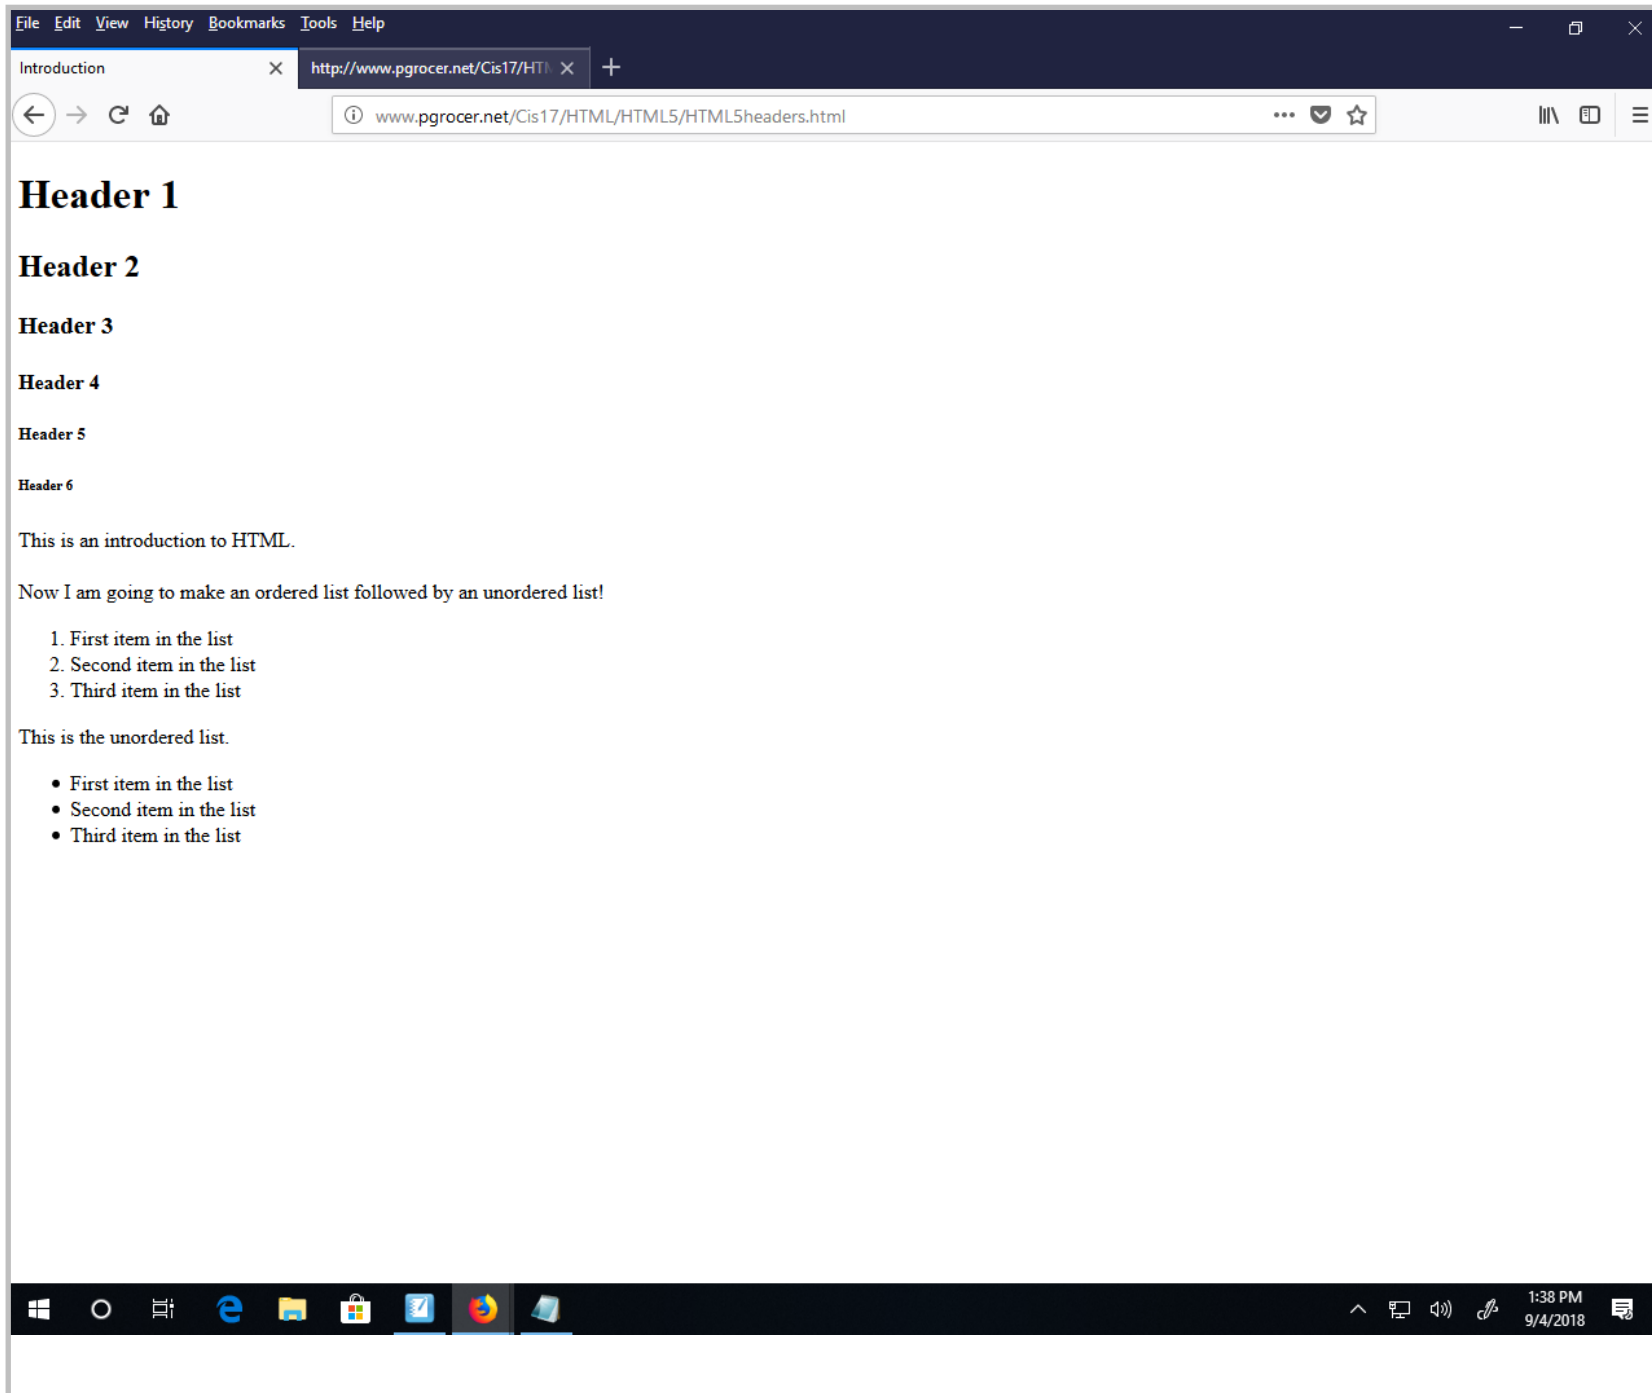 File Edit View History Bookmarks Tools Help
Introduction
http://www.pgrocer.net/Cis17/HTM
www.pgrocer.net/Cis17/HTML/HTML5/HTML5headers.html
Header 1
Header 2
Header 3
Header 4
Header 5
Header 6
This is an introduction to HTML.
Now I am going to make an ordered list followed by an unordered list!
1. First item in the list
2. Second item in the list
3. Third item in the list
This is the unordered list.
• First item in the list
• Second item in the list
• Third item in the list
1:38 PM
9/4/2018